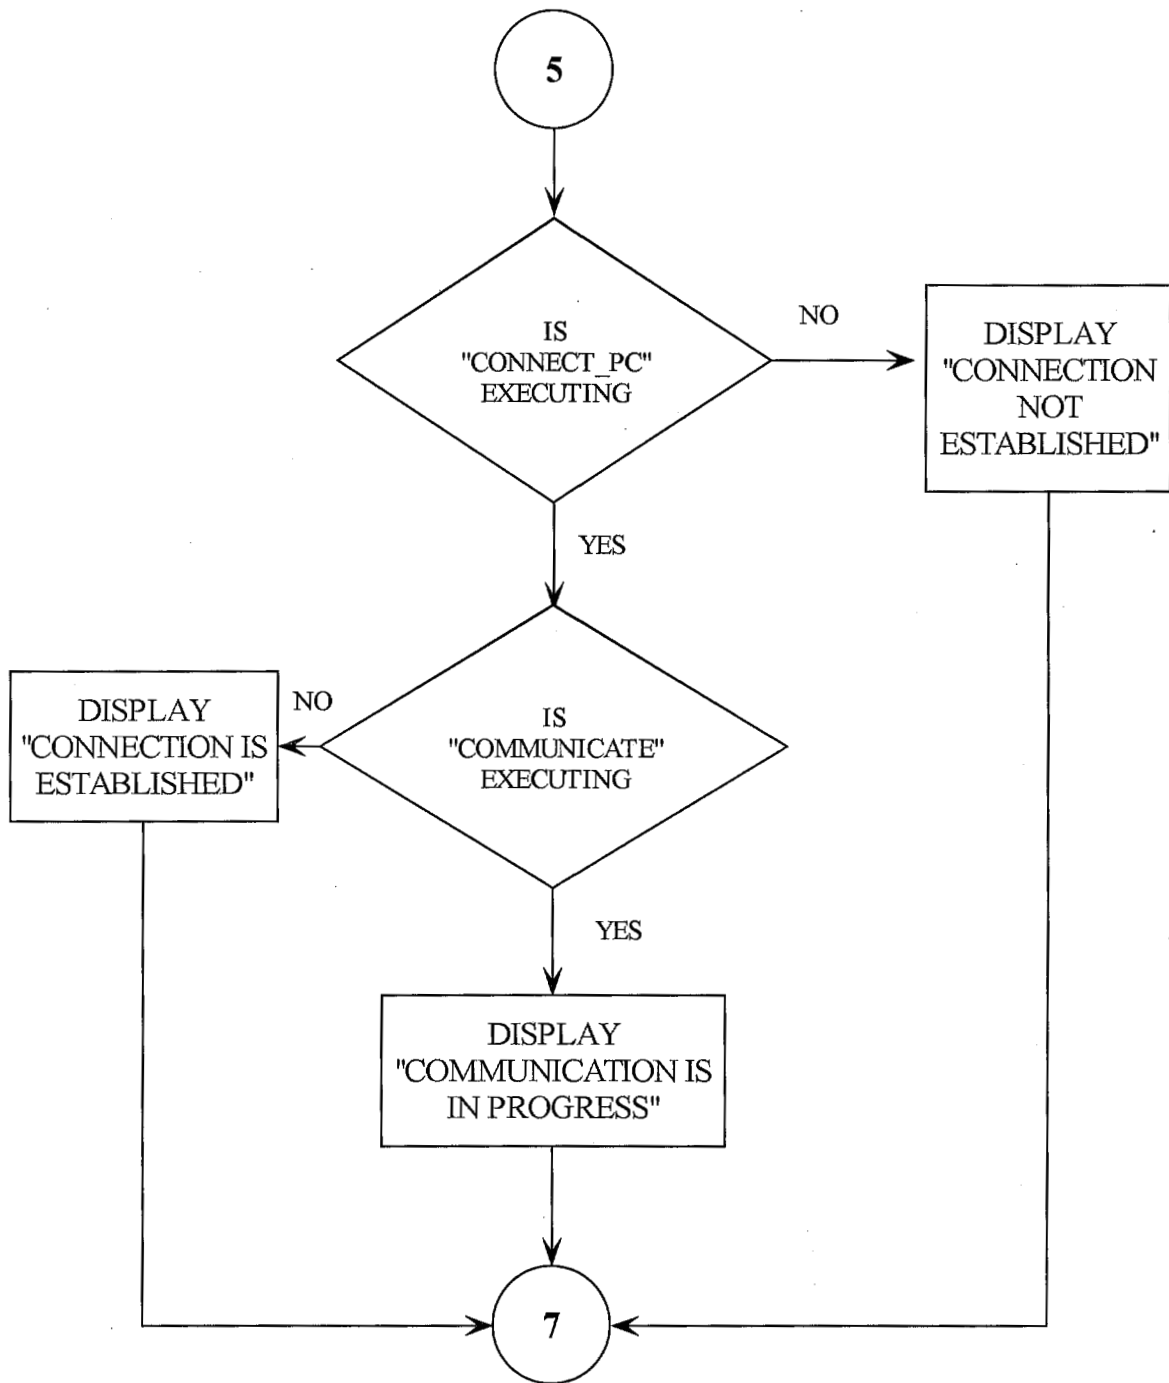 5
IS
"CONNECT_PC"
EXECUTING
NO
DISPLAY
"CONNECTION
NOT
ESTABLISHED"
YES
IS
"COMMUNICATE"
EXECUTING
NO
DISPLAY
"CONNECTION IS
ESTABLISHED"
YES
DISPLAY
"COMMUNICATION IS
IN PROGRESS"
7